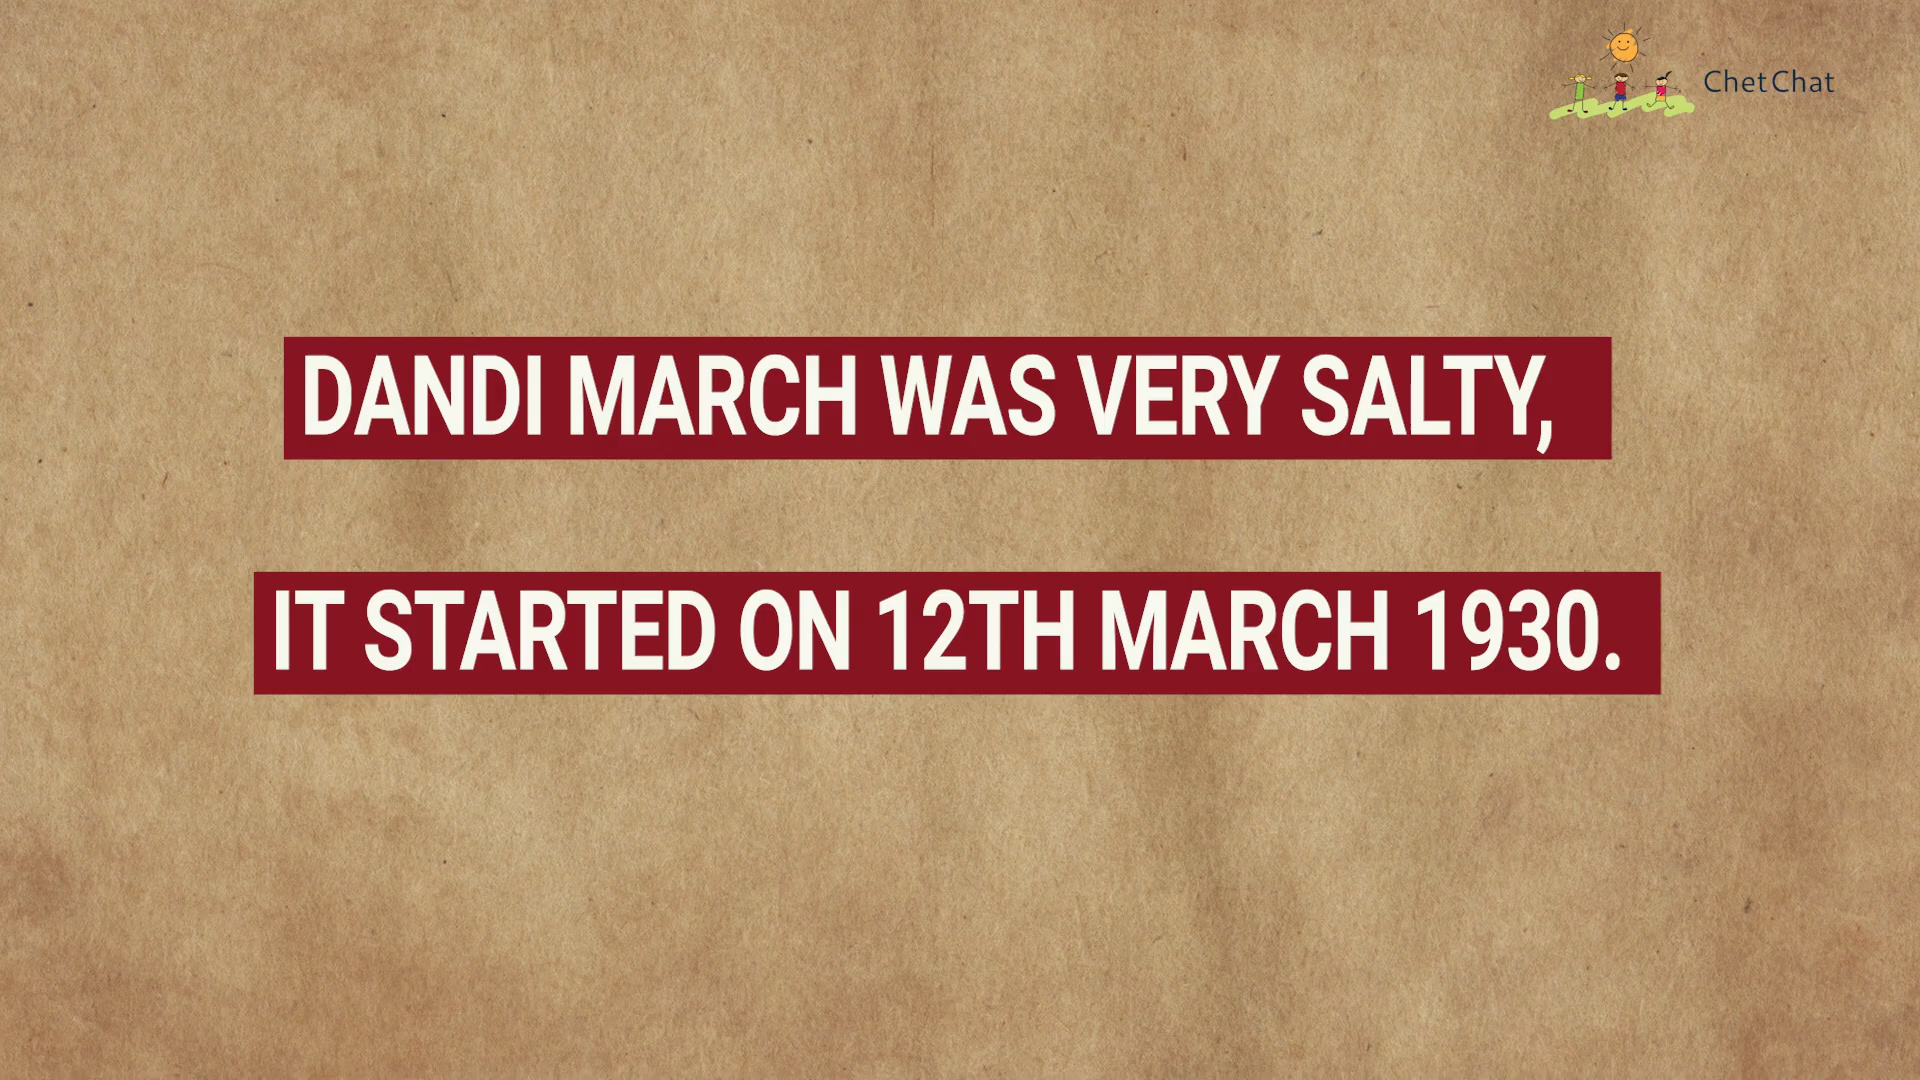 ChetChat
DANDI MARCH WAS VERY SALTY,
IT STARTED ON 12TH MARCH 1930.